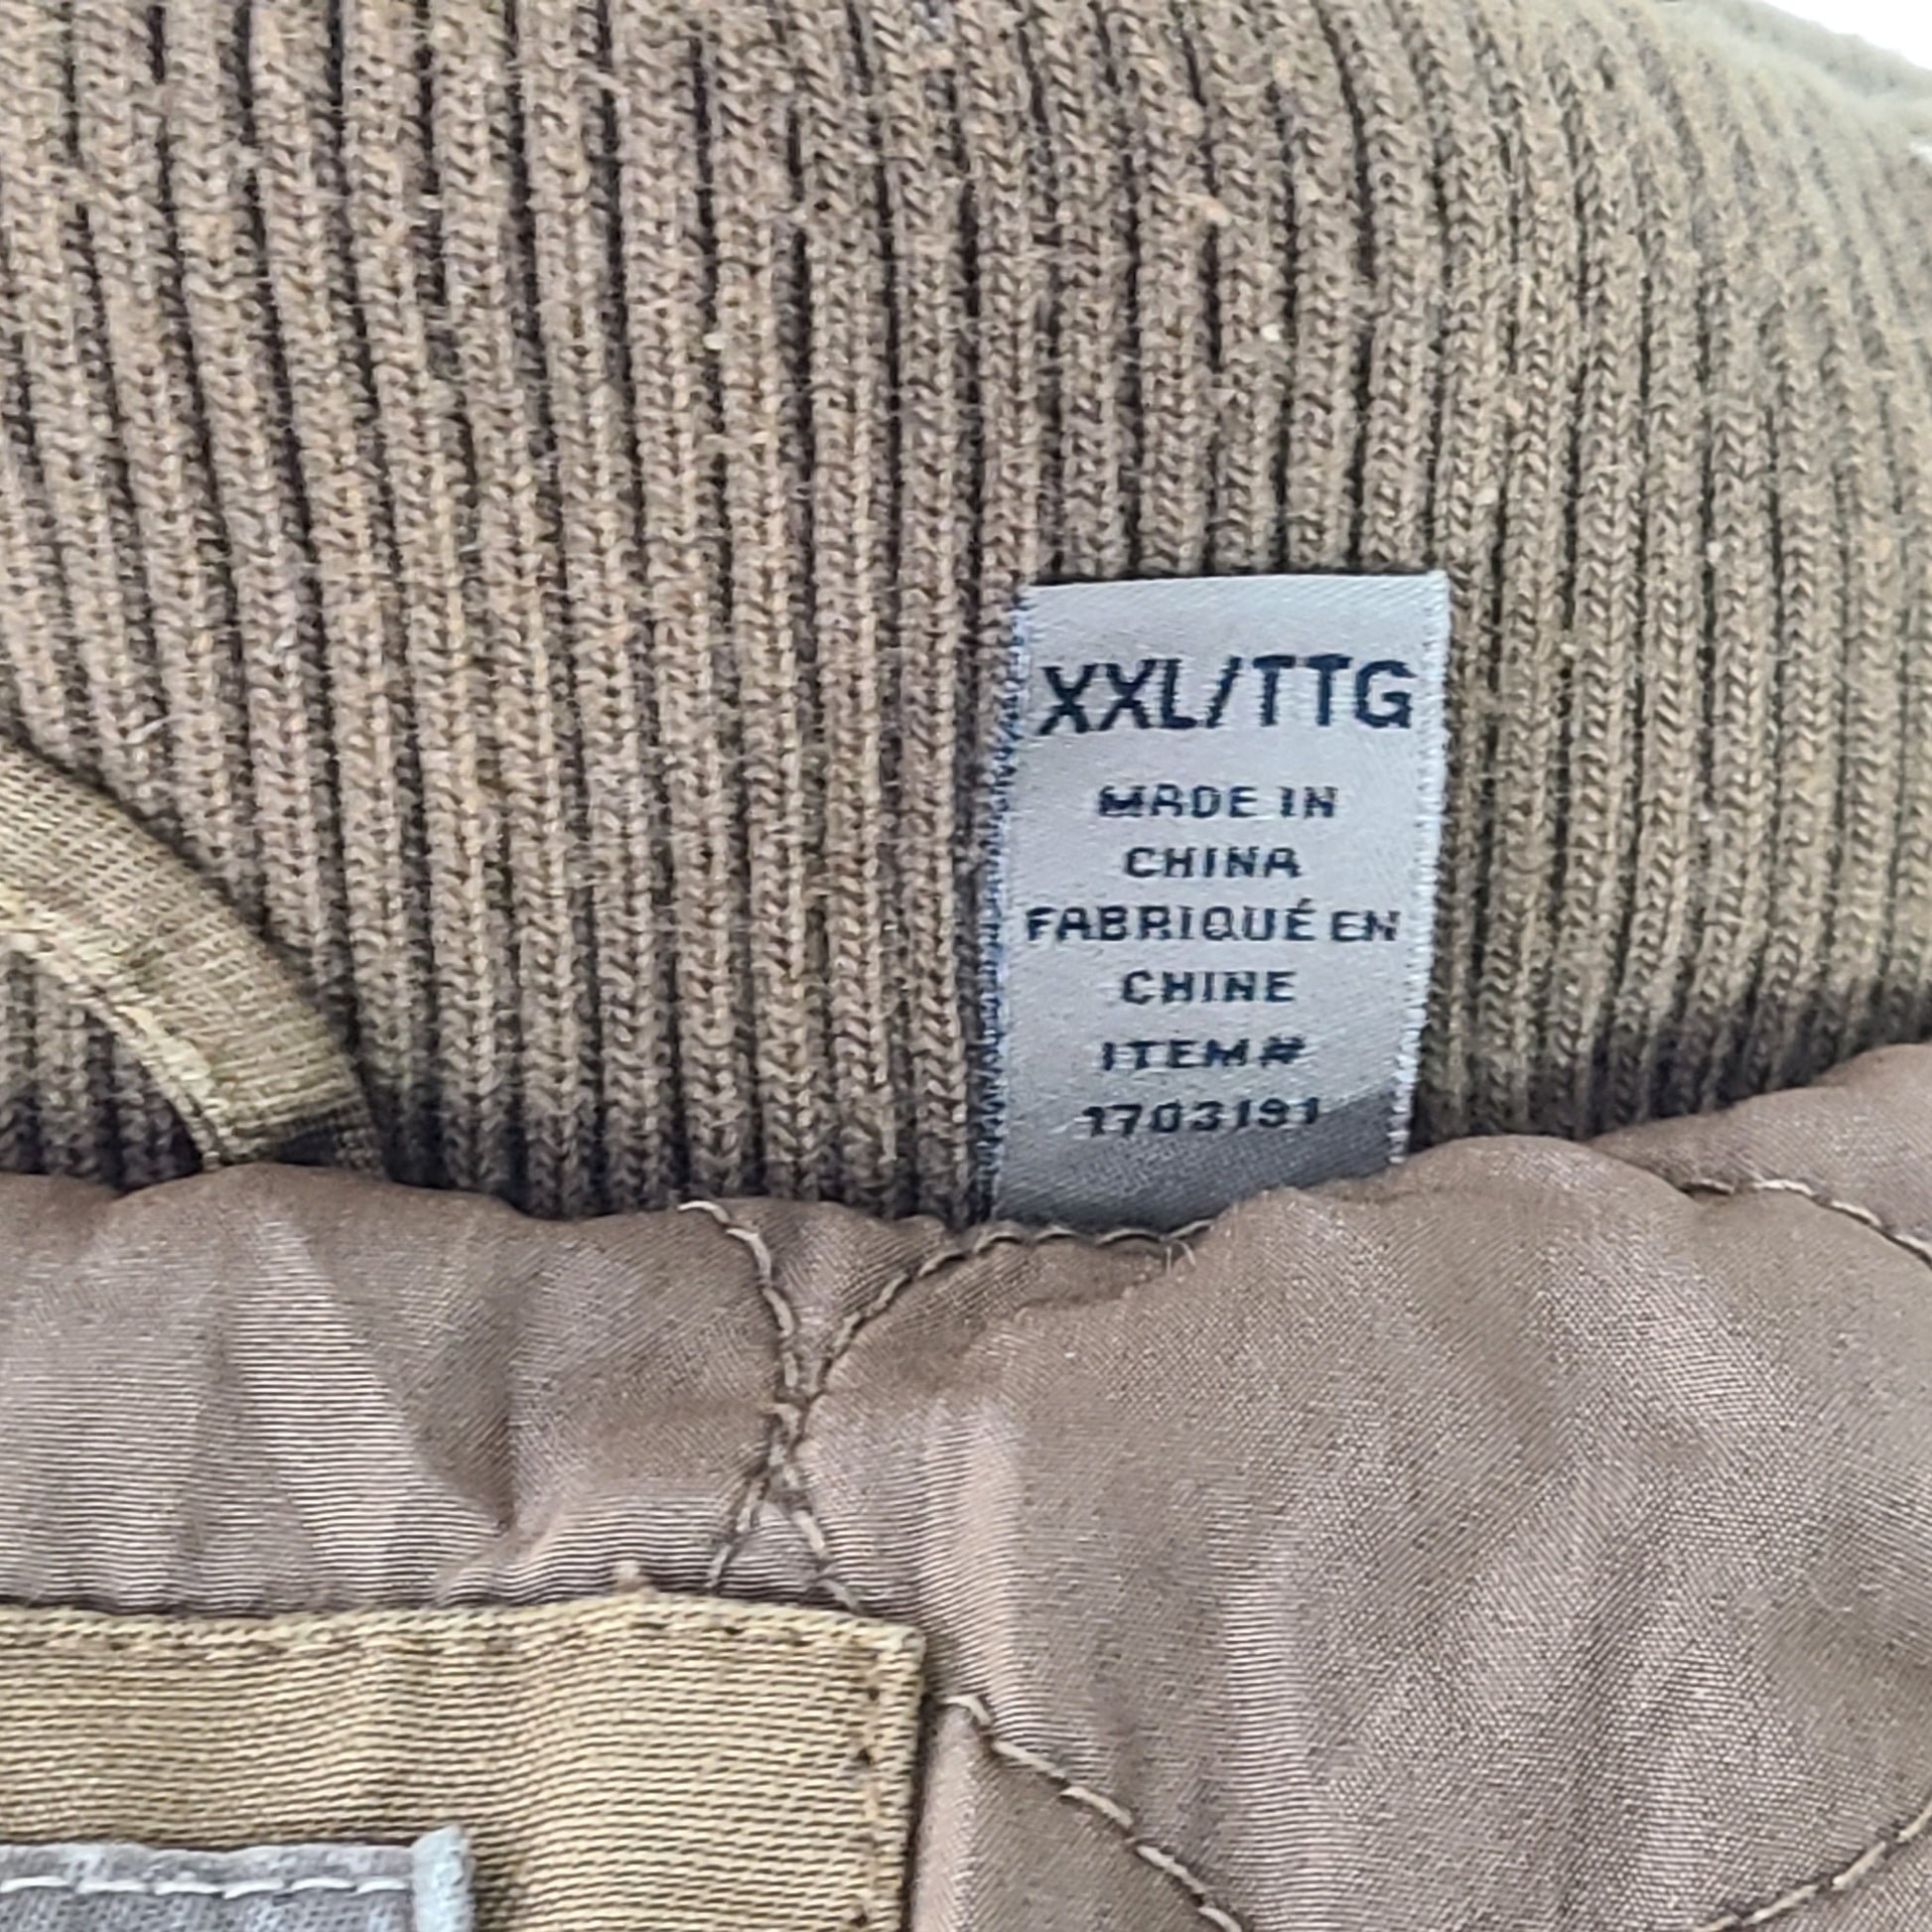 XXL/TTG
MADE IN
CHINA
FABRIQUÉ EN
CHINE
ITEM#
1703191